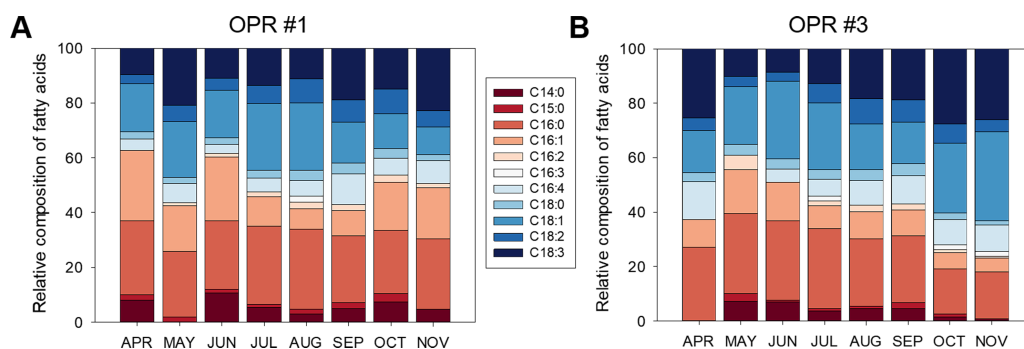 A
OPR #1
Relative composition of fatty acids
100
80
60
40
20
0
APR MAY JUN JUL AUG SEP OCT NOV
C14:0
C15:0
C16:0
C16:1
C16:2
C16:3
C16:4
C18:0
C18:1
C18:2
C18:3
B
OPR #3
Relative composition of fatty acids
100
80
60
40
20
0
APR MAY JUN JUL AUG SEP OCT NOV